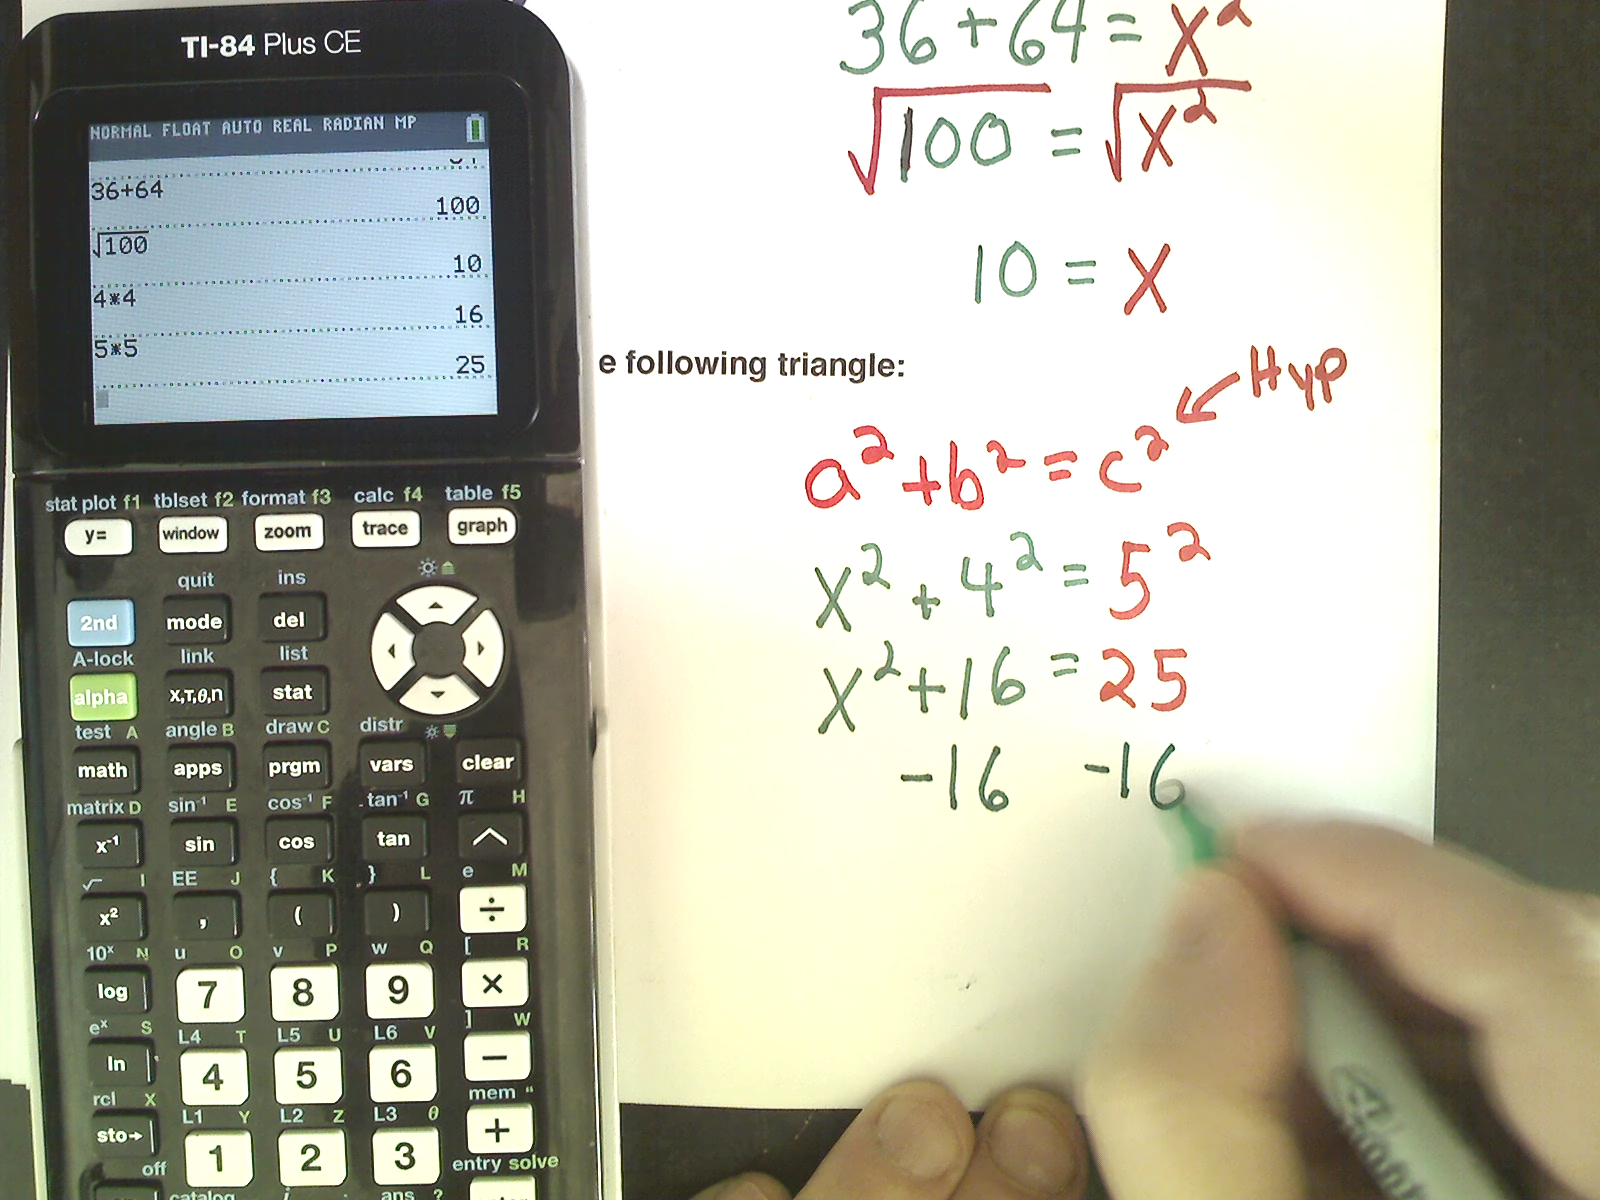 TI-84 Plus CE
NORMAL FLOAT AUTO REAL RADIAN MP
36+64
100
√100
10
4*4
16
5*5
25
stat plot f1 tblset f2 format f3 calc f4 table f5
y= window zoom trace graph
quit ins
2nd mode del
A-lock link list
alpha X,T,θ,n stat
test A angle B draw C distr
math apps prgm vars clear
matrix D sin⁻¹ E cos⁻¹ F tan⁻¹ G π H
x⁻¹ sin cos tan ^
√ I EE J { K } L e M
x² , ( ) ÷
10ˣ N u O v P w Q [ R
log 7 8 9 ×
eˣ S L4 T L5 U L6 V ] W
ln 4 5 6 −
rcl X L1 Y L2 Z L3 θ mem "
sto→ 1 2 3 +
off catalog i : ans ? entry solve
36+64 = x²
√100 = √x²
10 = x
e following triangle:
Hyp
a² + b² = c²
x² + 4² = 5²
x² + 16 = 25
-16 -16